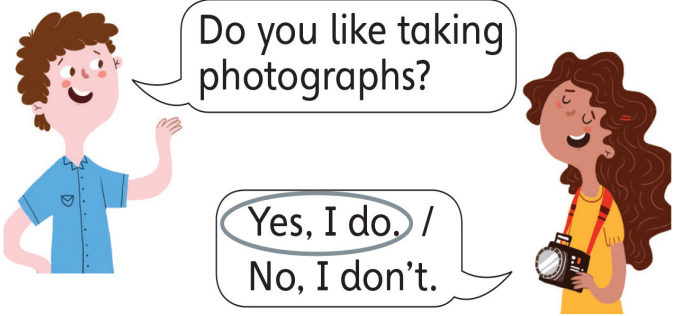 Do you like taking
photographs?
Yes, I do. /
No, I don't.